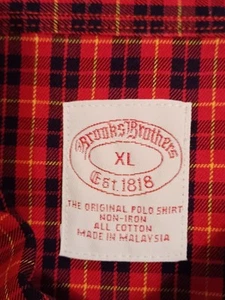 Brooks Brothers
XL
Est. 1818
THE ORIGINAL POLO SHIRT
NON-IRON
ALL COTTON
MADE IN MALAYSIA